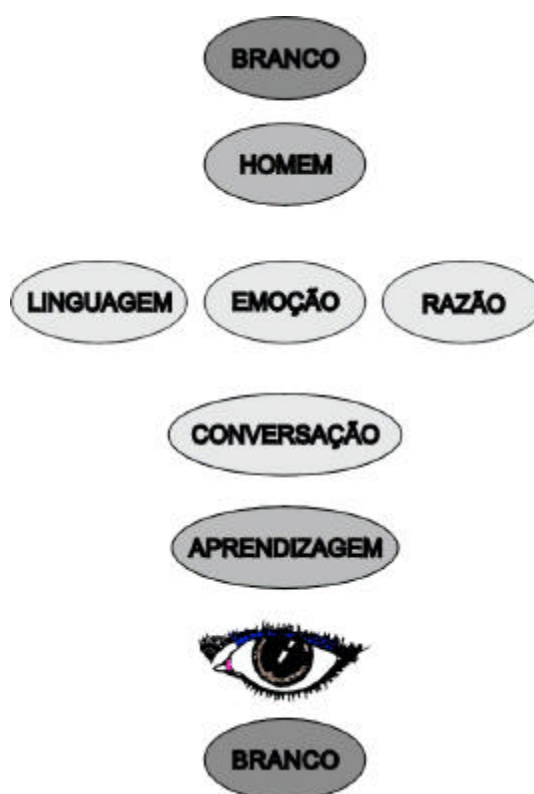 BRANCO
HOMEM
LINGUAGEM EMOÇÃO RAZÃO
CONVERSAÇÃO
APRENDIZAGEM
BRANCO